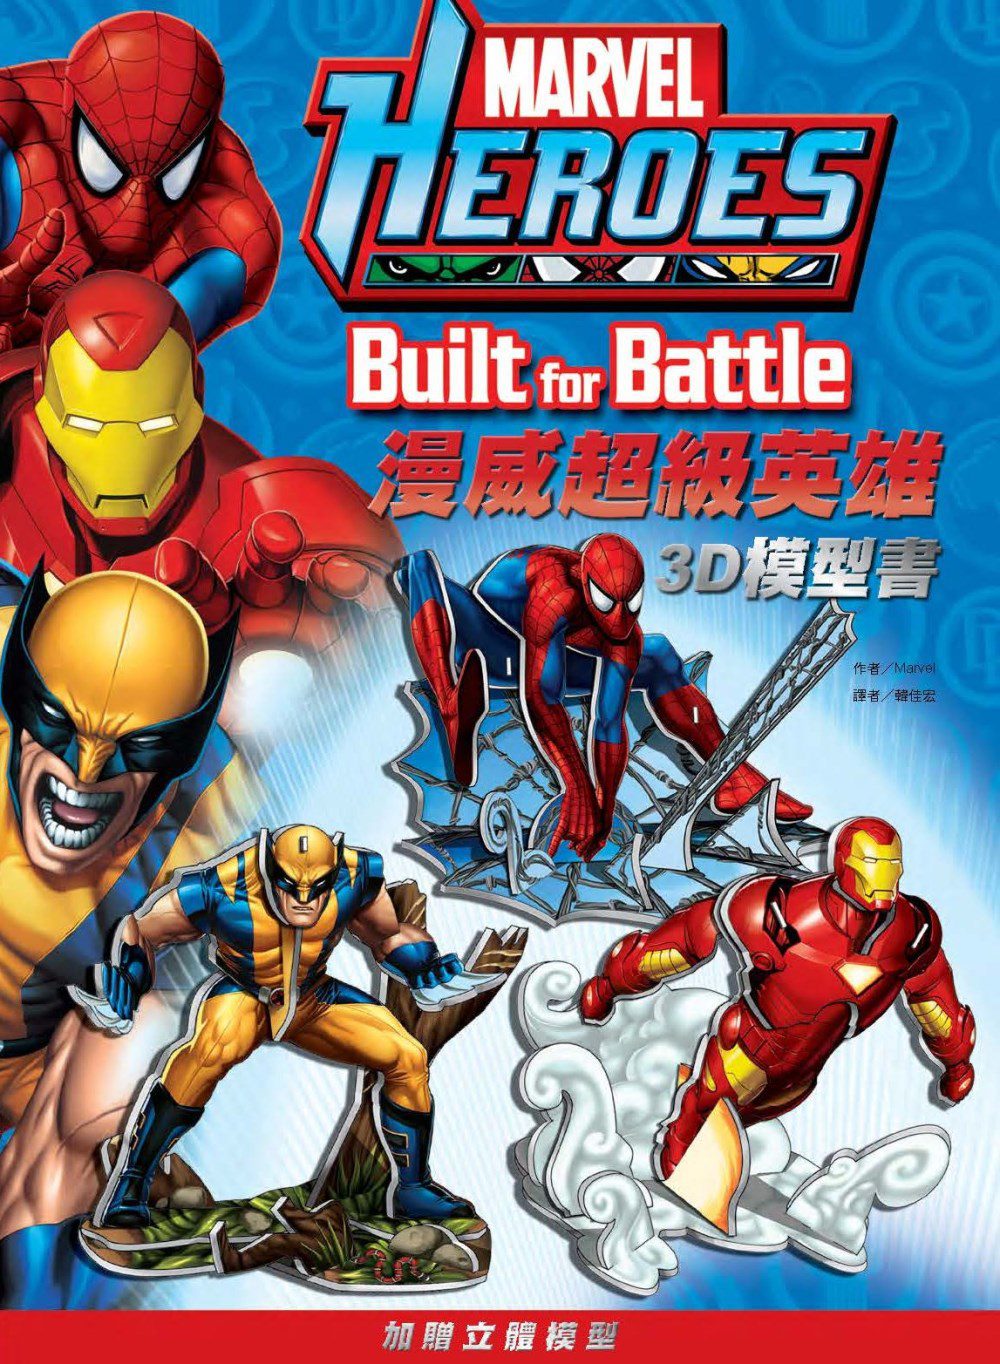 MARVEL
HEROES
Built for Battle
漫威超級英雄
3D模型書
作者／Marvel
譯者／韓佳宏
加贈立體模型